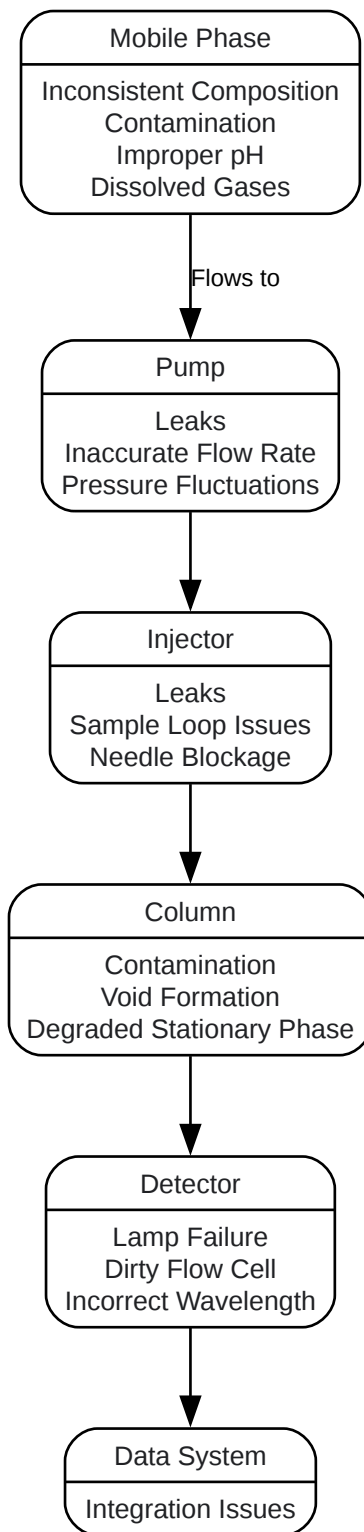 Mobile Phase
Inconsistent Composition
Contamination
Improper pH
Dissolved Gases
Flows to
Pump
Leaks
Inaccurate Flow Rate
Pressure Fluctuations
Injector
Leaks
Sample Loop Issues
Needle Blockage
Column
Contamination
Void Formation
Degraded Stationary Phase
Detector
Lamp Failure
Dirty Flow Cell
Incorrect Wavelength
Data System
Integration Issues